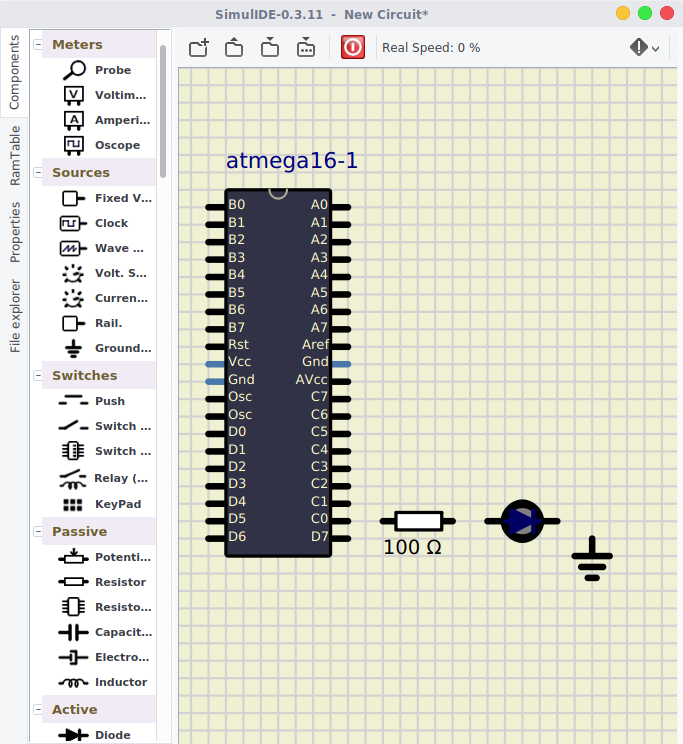 SimulIDE-0.3.11 - New Circuit*
Components
RamTable
Properties
File explorer
Real Speed: 0 %
Meters
Probe
V Voltim...
A Amperi...
Oscope
Sources
Fixed V...
Clock
Wave ...
Volt. S...
Curren...
Rail.
Ground...
Switches
Push
Switch ...
Switch ...
Relay (...
KeyPad
Passive
Potenti...
Resistor
Resisto...
Capacit...
Electro...
Inductor
Active
Diode
atmega16-1
B0 A0
B1 A1
B2 A2
B3 A3
B4 A4
B5 A5
B6 A6
B7 A7
Rst Aref
Vcc Gnd
Gnd AVcc
Osc C7
Osc C6
D0 C5
D1 C4
D2 C3
D3 C2
D4 C1
D5 C0
D6 D7
100 Ω